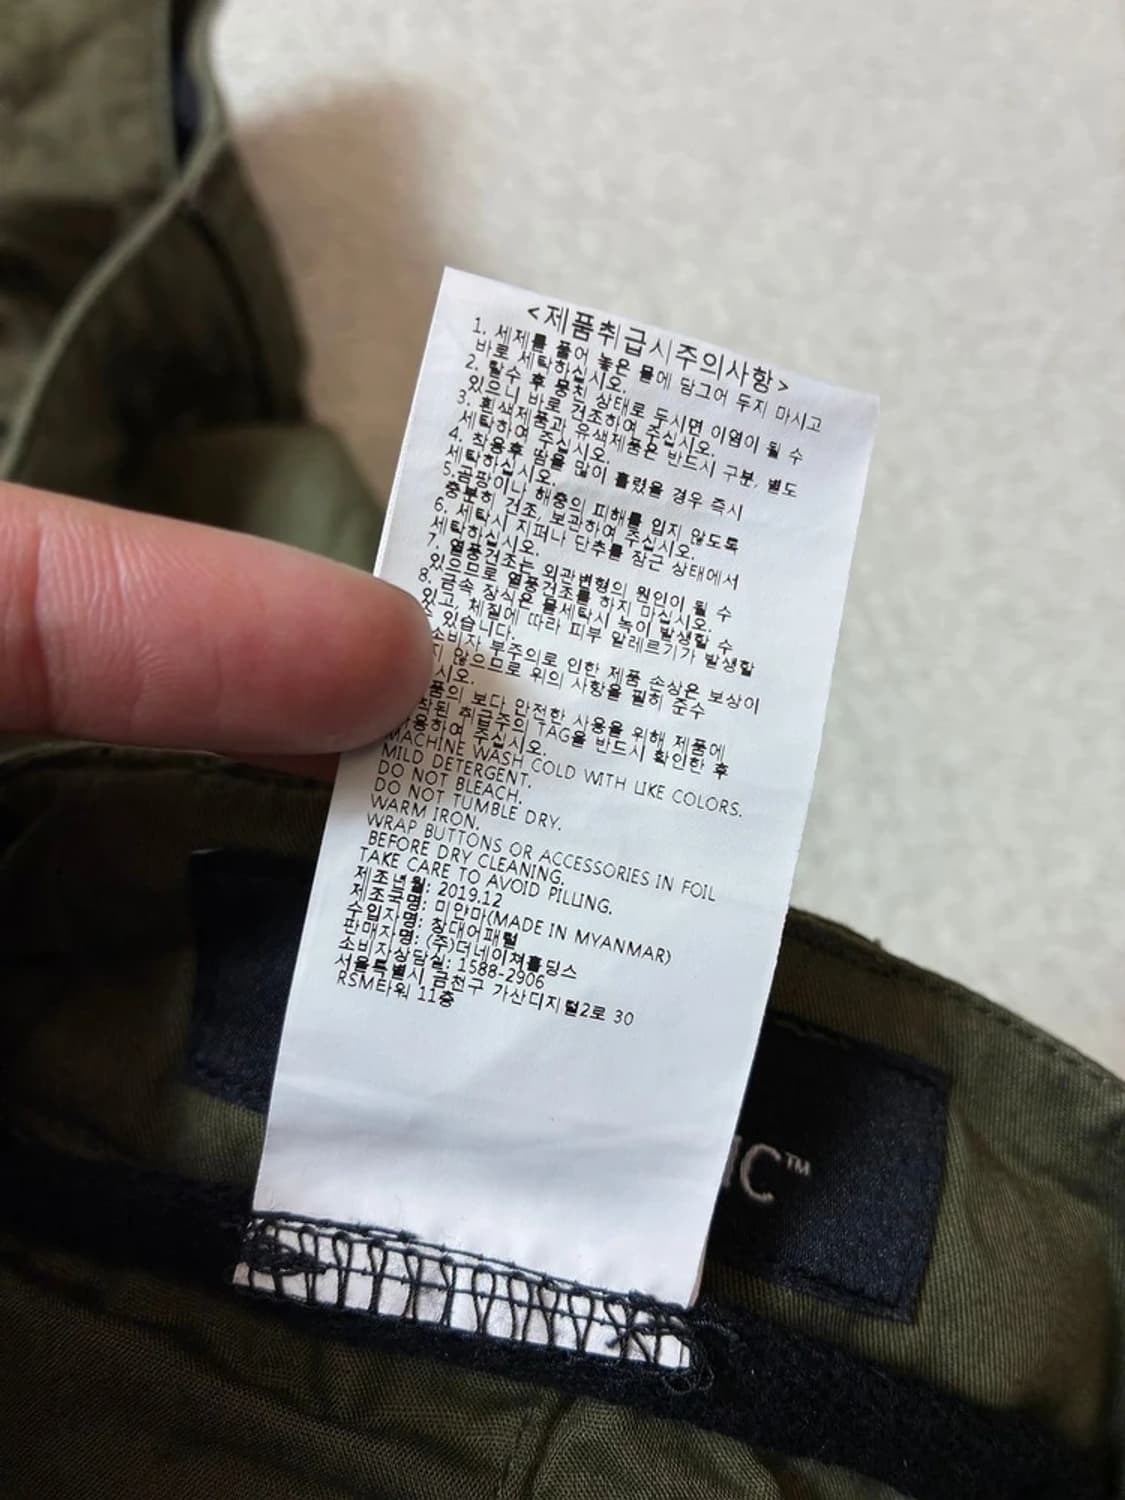 <제품취급시주의사항>
1. 세제를 풀어 놓은 물에 담그어 두지 마시고
바로 세탁하십시오.
2. 탈수 후 뭉친 상태로 두시면 이염이 될 수
있으니 바로 건조하여 주십시오.
3. 흰색제품과 유색제품은 반드시 구분, 별도
세탁하여 주십시오.
4. 착용후 땀을 많이 흘렸을 경우 즉시
세탁하십시오.
5. 곰팡이나 해충의 피해를 입지 않도록
충분히 건조, 보관하여 주십시오.
6. 세탁시 지퍼나 단추를 잠근 상태에서
세탁하십시오.
7. 열풍건조는 외관변형의 원인이 될 수
있으므로 열풍건조를 하지 마십시오.
8. 금속 장식은 물세탁시 녹이 발생할 수
있고, 체질에 따라 피부 알레르기가 발생할
있습니다.
소비자 부주의로 인한 제품 손상은 보상이
지 않으므로 위의 사항을 필히 준수
시오.
품의 보다 안전한 사용을 위해 제품에
착된 취급주의 TAG을 반드시 확인한 후
사용하여 주십시오.
MACHINE WASH COLD WITH LIKE COLORS.
MILD DETERGENT.
DO NOT BLEACH.
DO NOT TUMBLE DRY.
WARM IRON.
WRAP BUTTONS OR ACCESSORIES IN FOIL
BEFORE DRY CLEANING.
TAKE CARE TO AVOID PILLING.
제조년월: 2019.12
제조국명: 미얀마(MADE IN MYANMAR)
수입자명: 창대어패럴
판매자명: (주)더네이쳐홀딩스
소비자상담실: 1588-2906
서울특별시 금천구 가산디지털2로 30
RSM타워 11층
IC™